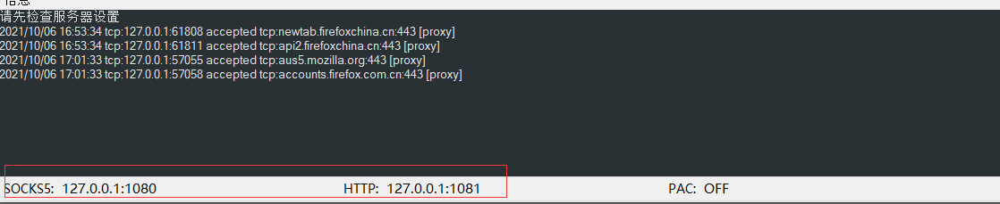 信息
请先检查服务器设置
2021/10/06 16:53:34 tcp:127.0.0.1:61808 accepted tcp:newtab.firefoxchina.cn:443 [proxy]
2021/10/06 16:53:34 tcp:127.0.0.1:61811 accepted tcp:api2.firefoxchina.cn:443 [proxy]
2021/10/06 17:01:33 tcp:127.0.0.1:57055 accepted tcp:aus5.mozilla.org:443 [proxy]
2021/10/06 17:01:33 tcp:127.0.0.1:57058 accepted tcp:accounts.firefox.com.cn:443 [proxy]
SOCKS5: 127.0.0.1:1080 HTTP: 127.0.0.1:1081 PAC: OFF